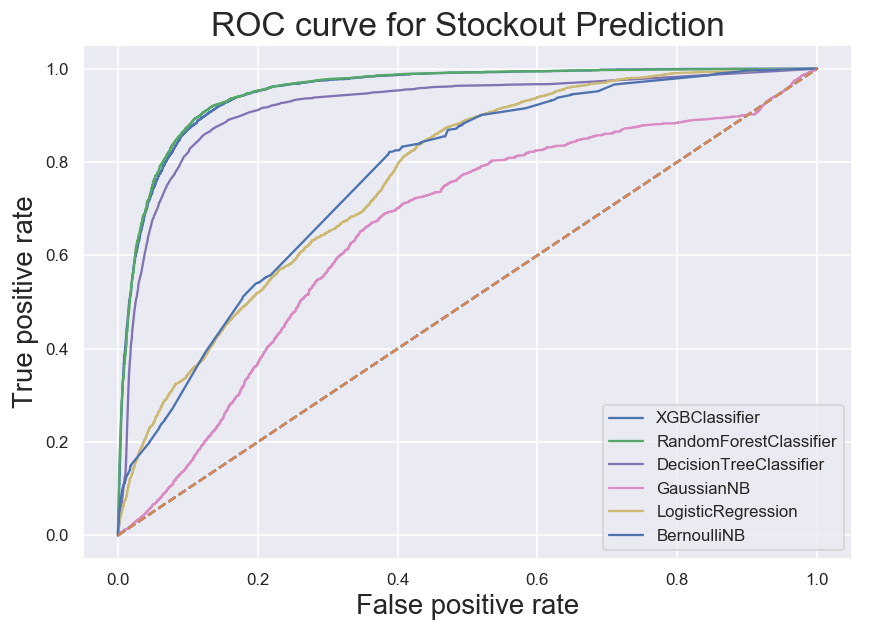 ROC curve for Stockout Prediction
True positive rate
1.0
0.8
0.6
0.4
0.2
0.0
XGBClassifier
RandomForestClassifier
DecisionTreeClassifier
GaussianNB
LogisticRegression
BernoulliNB
0.0 0.2 0.4 0.6 0.8 1.0
False positive rate